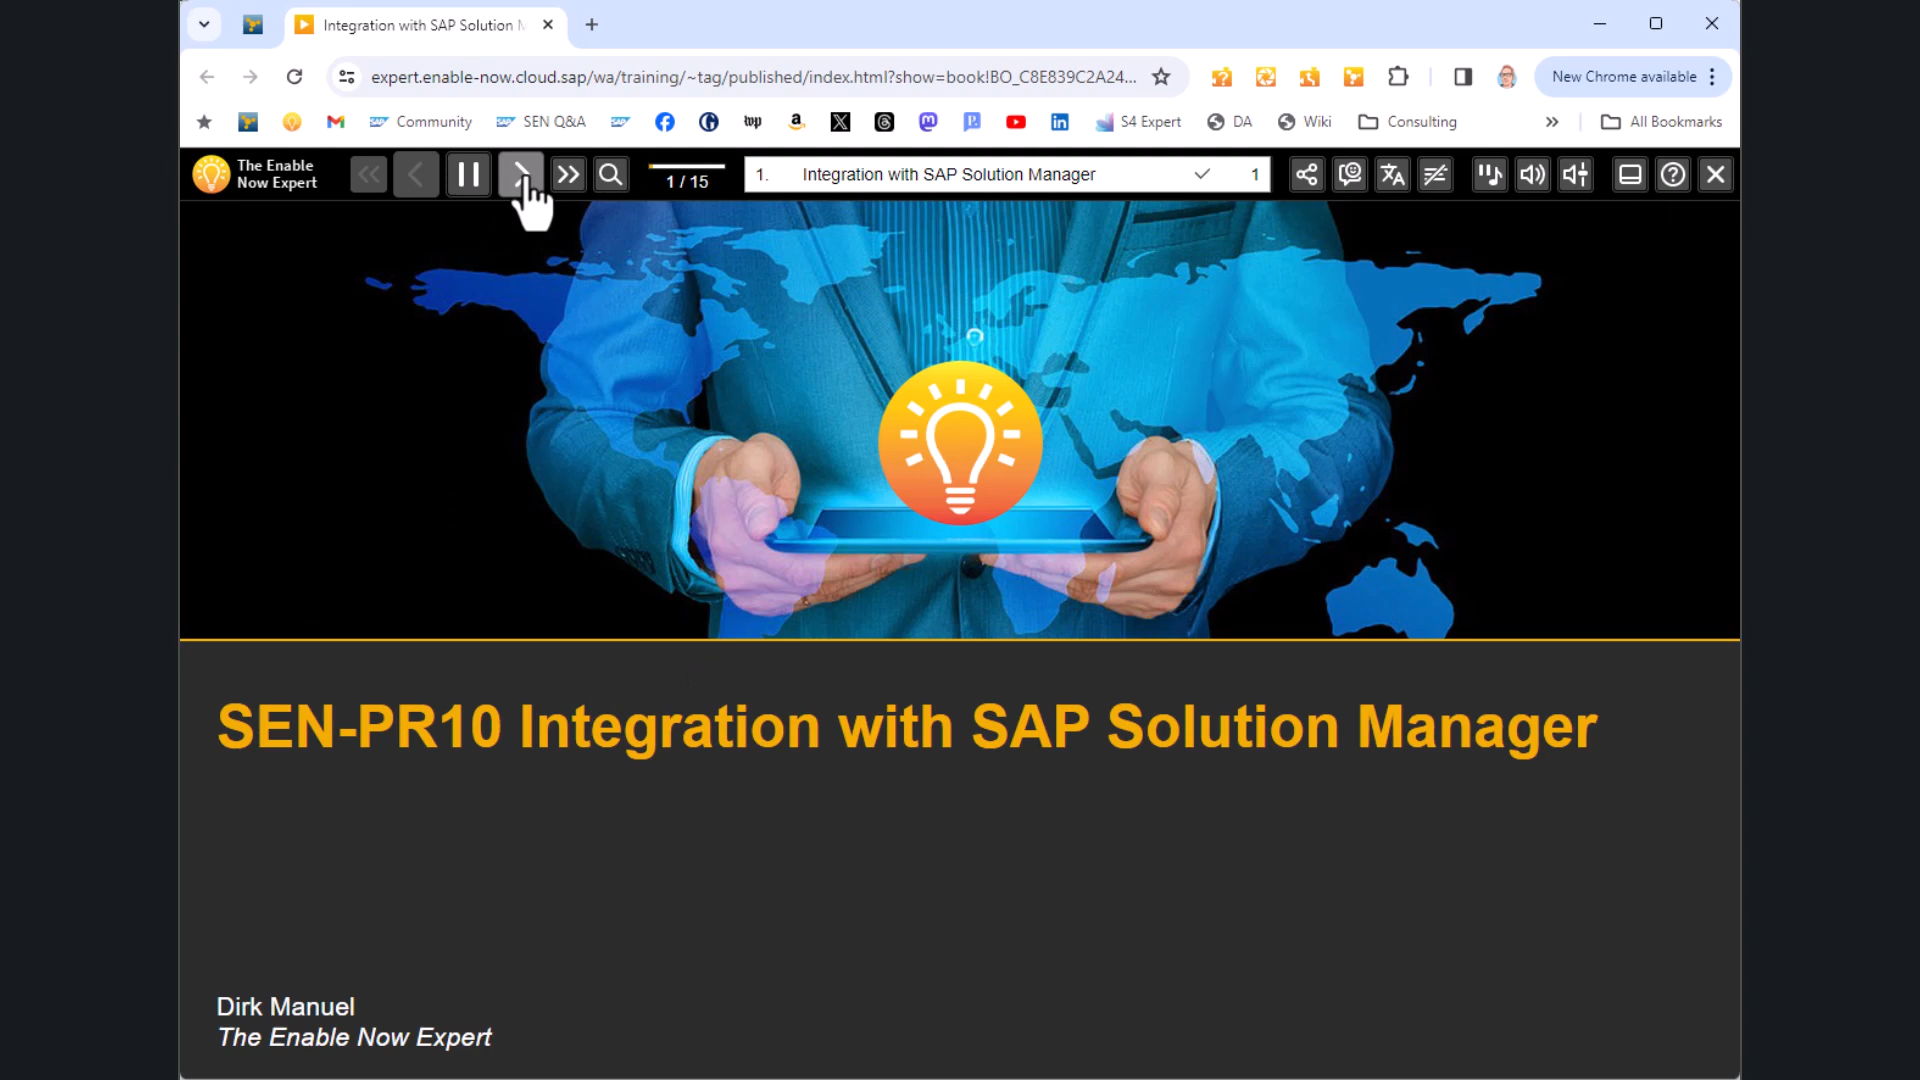 Integration with SAP Solution
expert.enable-now.cloud.sap/wa/training/~tag/published/index.html?show=book!BO_C8E839C2A24...
New Chrome available
Community
SEN Q&A
S4 Expert
DA
Wiki
Consulting
All Bookmarks
The Enable
Now Expert
1 / 15
1. Integration with SAP Solution Manager 1
SEN-PR10 Integration with SAP Solution Manager
Dirk Manuel
The Enable Now Expert